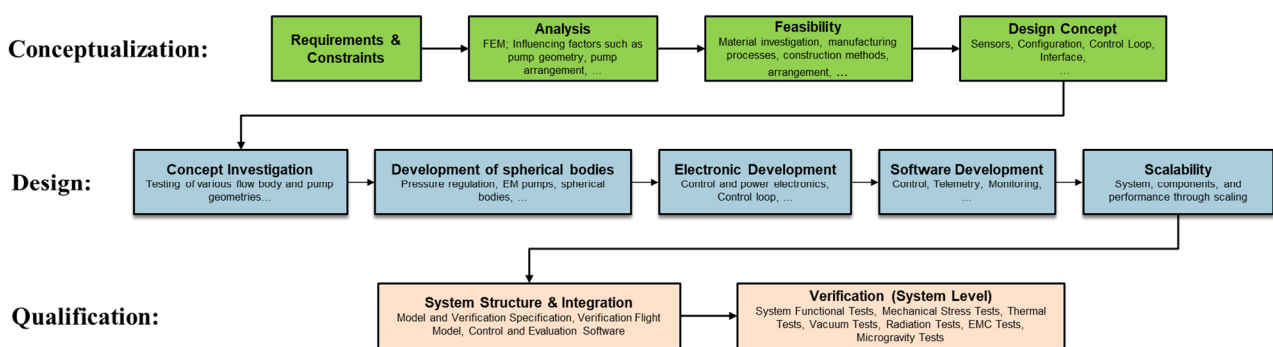 Conceptualization:
Requirements &
Constraints
Analysis
FEM; Influencing factors such as
pump geometry, pump
arrangement, ...
Feasibility
Material investigation, manufacturing
processes, construction methods,
arrangement, ...
Design Concept
Sensors, Configuration, Control Loop,
Interface,
...
Design:
Concept Investigation
Testing of various flow body and pump
geometries...
Development of spherical bodies
Pressure regulation, EM pumps, spherical
bodies, ...
Electronic Development
Control and power electronics,
Control loop, ...
Software Development
Control, Telemetry, Monitoring,
...
Scalability
System, components, and
performance through scaling
Qualification:
System Structure & Integration
Model and Verification Specification, Verification Flight
Model, Control and Evaluation Software
Verification (System Level)
System Functional Tests, Mechanical Stress Tests, Thermal
Tests, Vacuum Tests, Radiation Tests, EMC Tests,
Microgravity Tests